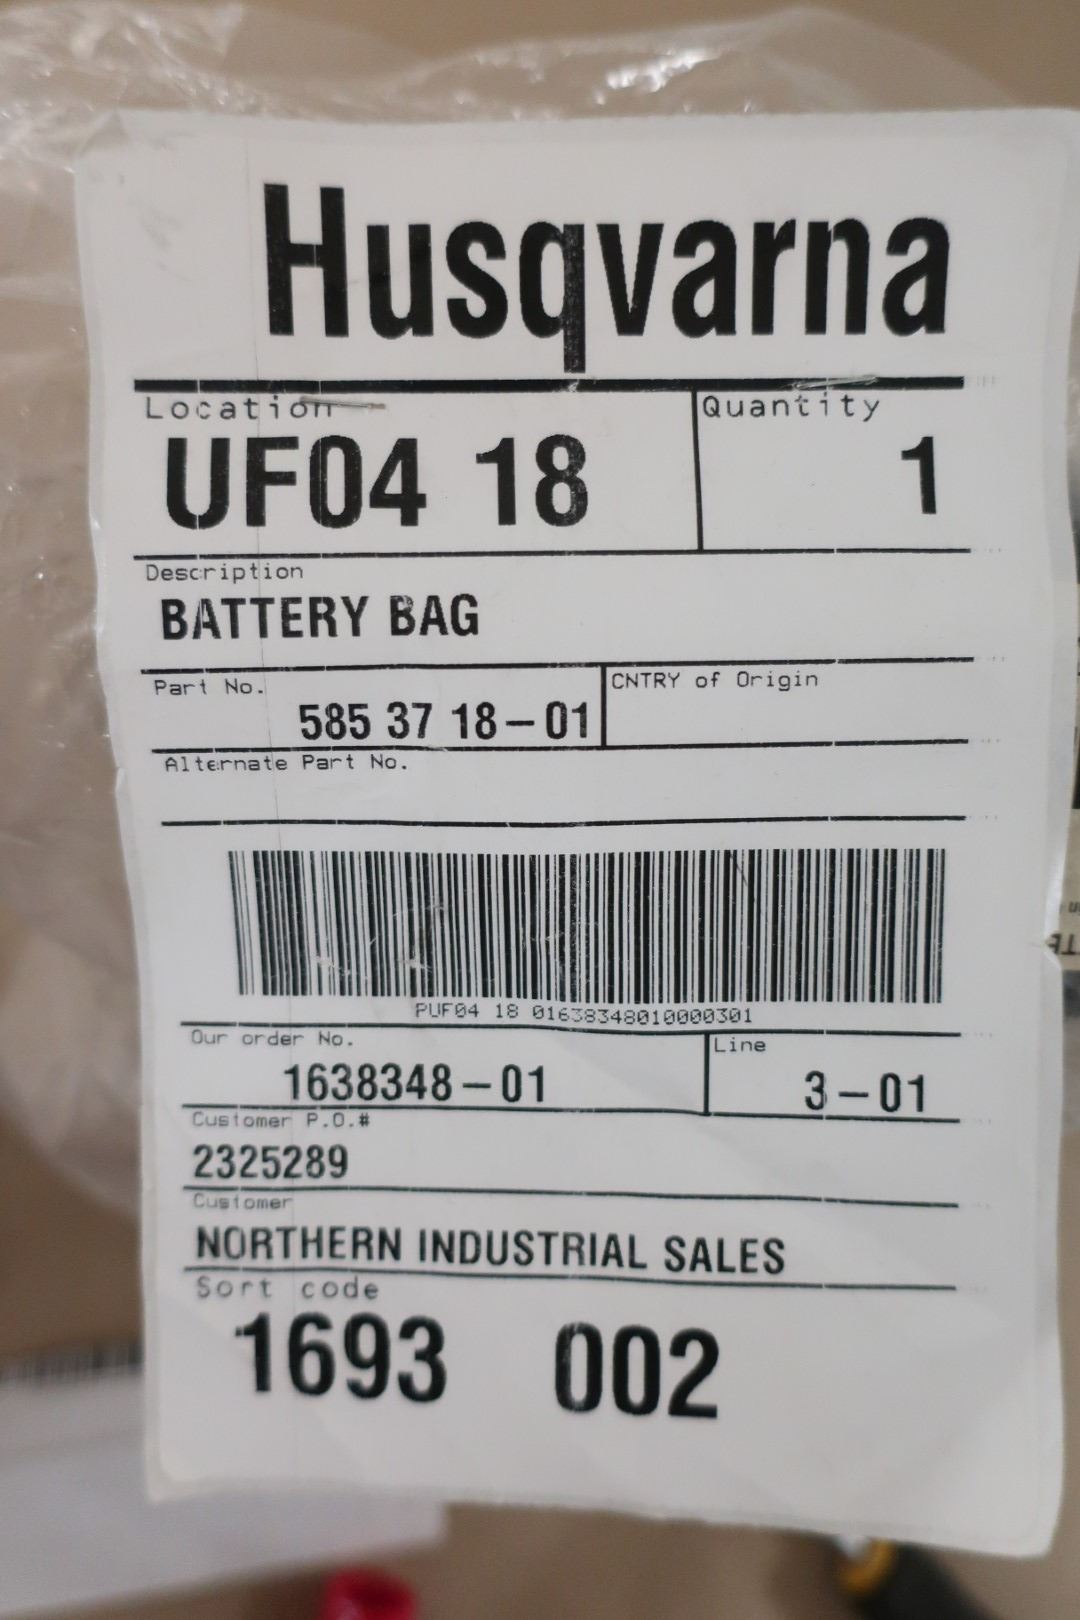 Husqvarna
Location Quantity
UF04 18 1
Description
BATTERY BAG
Part No. CNTRY of Origin
585 37 18-01
Alternate Part No.
PUF04 18 01638348010000301
Our order No. Line
1638348-01 3-01
Customer P.O.#
2325289
Customer
NORTHERN INDUSTRIAL SALES
Sort code
1693 002